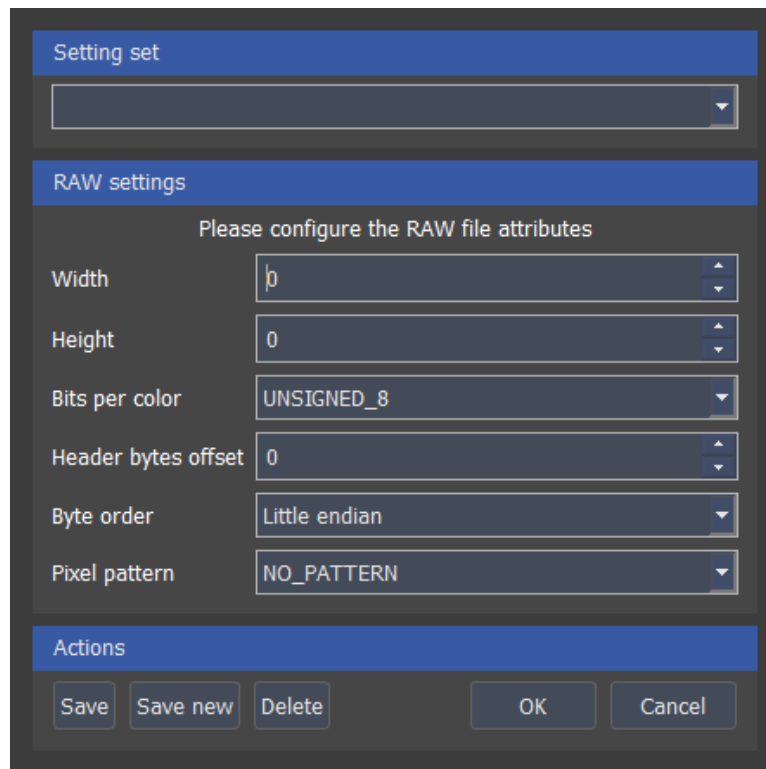 Setting set
RAW settings
Please configure the RAW file attributes
Width 0
Height 0
Bits per color UNSIGNED_8
Header bytes offset 0
Byte order Little endian
Pixel pattern NO_PATTERN
Actions
Save Save new Delete OK Cancel